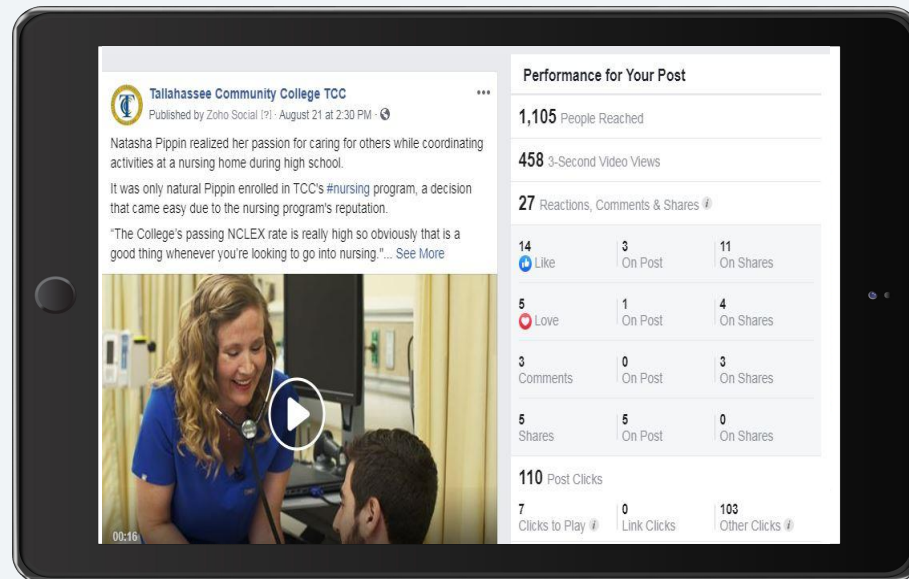 Tallahassee Community College TCC
Published by Zoho Social [?] · August 21 at 2:30 PM ·
Natasha Pippin realized her passion for caring for others while coordinating
activities at a nursing home during high school.
It was only natural Pippin enrolled in TCC's #nursing program, a decision
that came easy due to the nursing program's reputation.
"The College's passing NCLEX rate is really high so obviously that is a
good thing whenever you're looking to go into nursing."... See More
00:16
Performance for Your Post
1,105 People Reached
458 3-Second Video Views
27 Reactions, Comments & Shares
14 3 11
Like On Post On Shares
5 1 4
Love On Post On Shares
3 0 3
Comments On Post On Shares
5 5 0
Shares On Post On Shares
110 Post Clicks
7 0 103
Clicks to Play Link Clicks Other Clicks